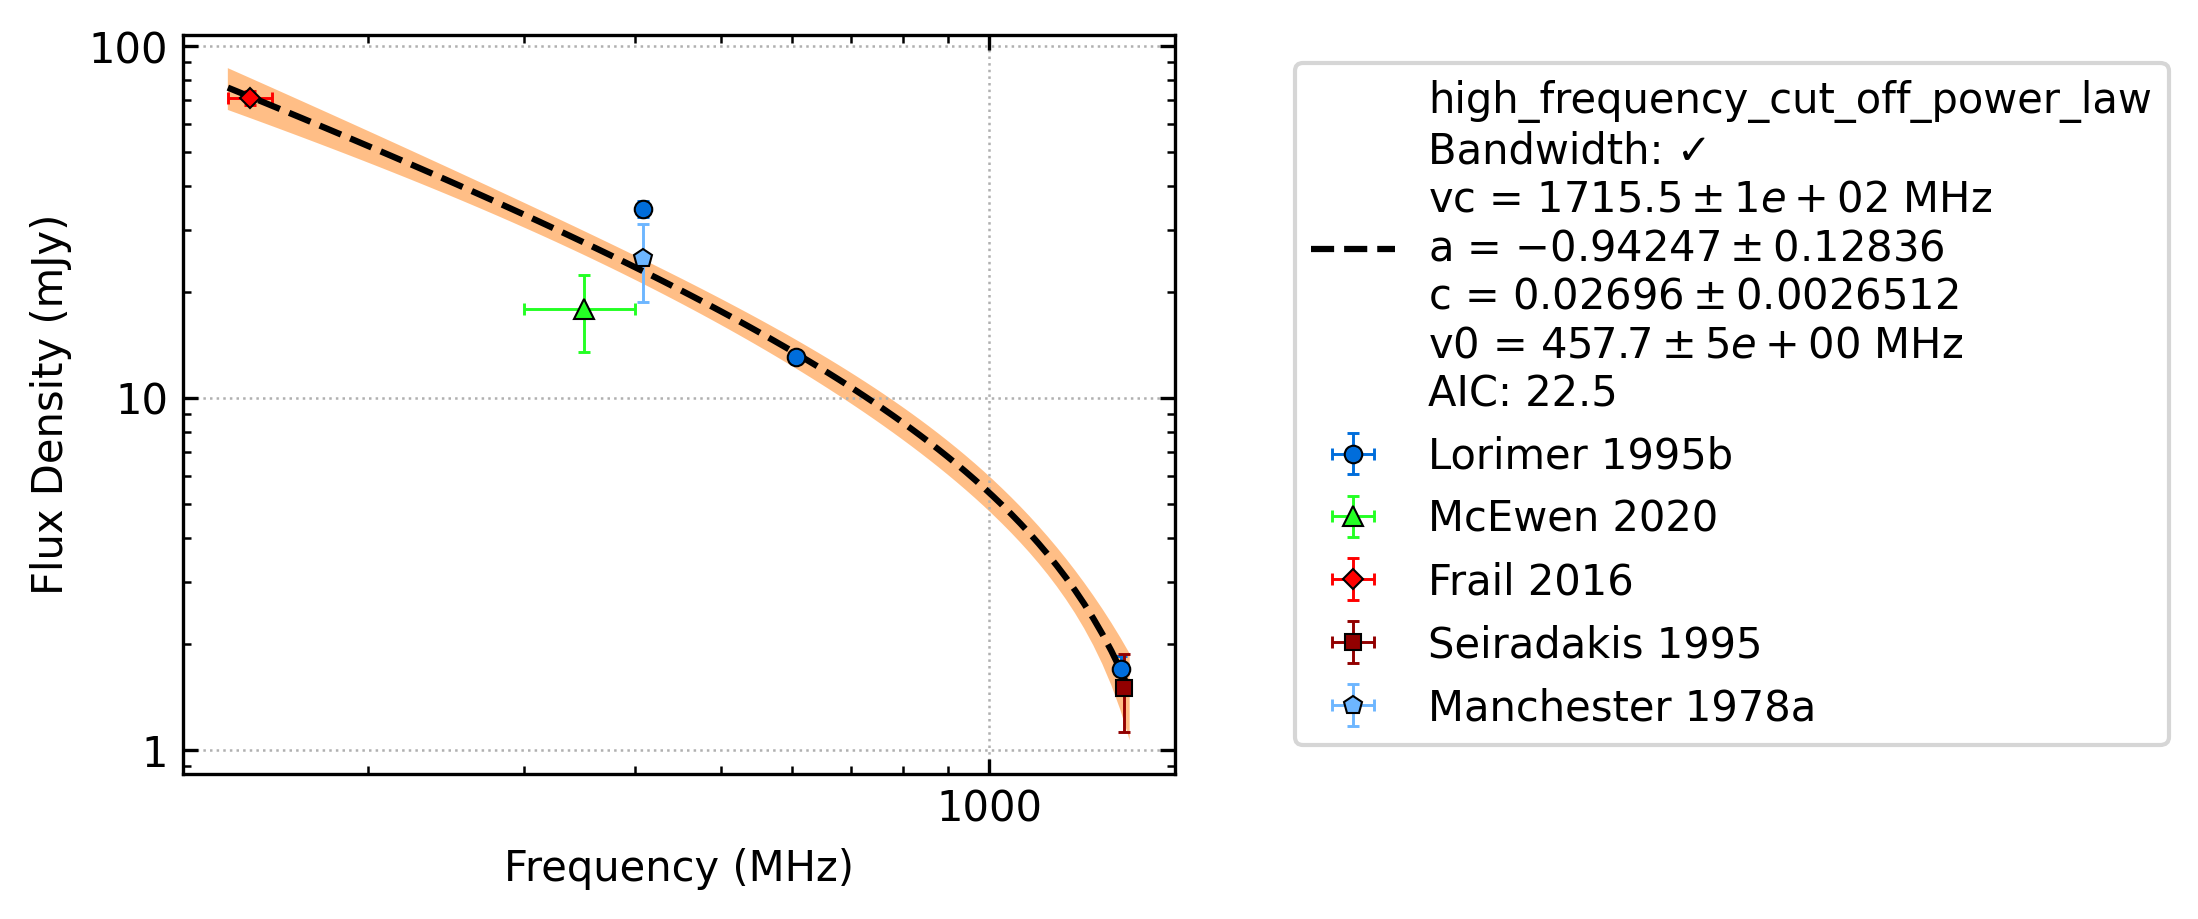 100
10
1
Flux Density (mJy)
1000
Frequency (MHz)
high_frequency_cut_off_power_law
Bandwidth: ✓
vc = 1715.5 ± 1e + 02 MHz
a = −0.94247 ± 0.12836
c = 0.02696 ± 0.0026512
v0 = 457.7 ± 5e + 00 MHz
AIC: 22.5
Lorimer 1995b
McEwen 2020
Frail 2016
Seiradakis 1995
Manchester 1978a